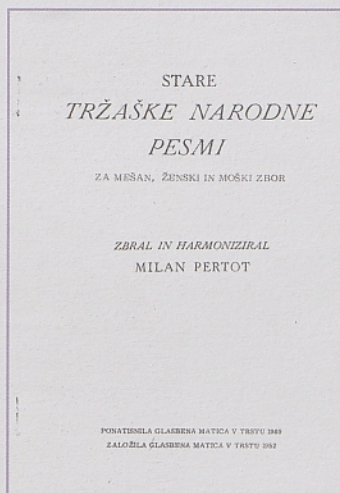 STARE
TRŽAŠKE NARODNE
PESMI
ZA MEŠAN, ŽENSKI IN MOŠKI ZBOR
ZBRAL IN HARMONIZIRAL
MILAN PERTOT
PONATISNILA GLASBENA MATICA V TRSTU 1983
ZALOŽILA GLASBENA MATICA V TRSTU 1952